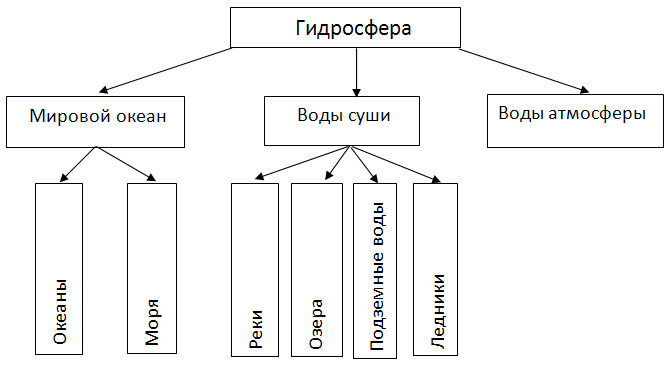 Гидросфера
Мировой океан
Воды суши
Воды атмосферы
Океаны
Моря
Реки
Озера
Подземные воды
Ледники